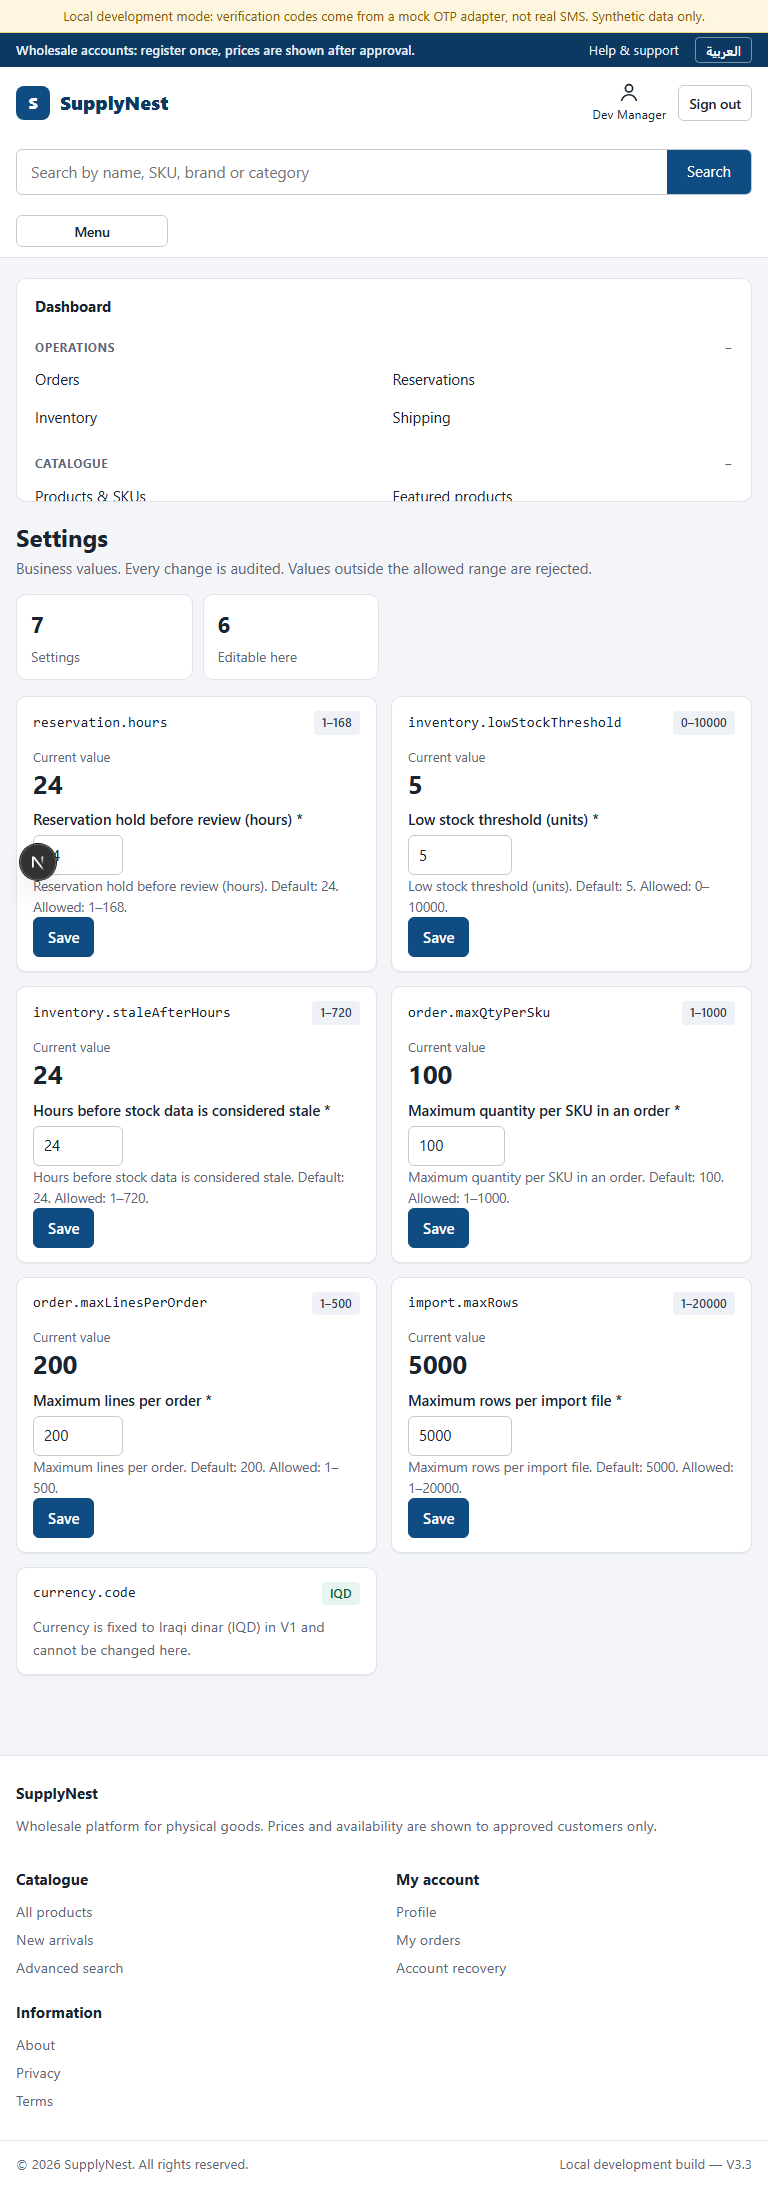 Local development mode: verification codes come from a mock OTP adapter, not real SMS. Synthetic data only.
Wholesale accounts: register once, prices are shown after approval.
Help & support
العربية
S
SupplyNest
Dev Manager
Sign out
Search by name, SKU, brand or category
Search
Menu
Dashboard
OPERATIONS
–
Orders
Reservations
Inventory
Shipping
CATALOGUE
–
Products & SKUs
Featured products
Settings
Business values. Every change is audited. Values outside the allowed range are rejected.
7
Settings
6
Editable here
reservation.hours
1–168
Current value
24
Reservation hold before review (hours) *
N
4
Reservation hold before review (hours). Default: 24.
Allowed: 1–168.
Save
inventory.lowStockThreshold
0–10000
Current value
5
Low stock threshold (units) *
5
Low stock threshold (units). Default: 5. Allowed: 0–
10000.
Save
inventory.staleAfterHours
1–720
Current value
24
Hours before stock data is considered stale *
24
Hours before stock data is considered stale. Default:
24. Allowed: 1–720.
Save
order.maxQtyPerSku
1–1000
Current value
100
Maximum quantity per SKU in an order *
100
Maximum quantity per SKU in an order. Default: 100.
Allowed: 1–1000.
Save
order.maxLinesPerOrder
1–500
Current value
200
Maximum lines per order *
200
Maximum lines per order. Default: 200. Allowed: 1–
500.
Save
import.maxRows
1–20000
Current value
5000
Maximum rows per import file *
5000
Maximum rows per import file. Default: 5000. Allowed:
1–20000.
Save
currency.code
IQD
Currency is fixed to Iraqi dinar (IQD) in V1 and
cannot be changed here.
SupplyNest
Wholesale platform for physical goods. Prices and availability are shown to approved customers only.
Catalogue
All products
New arrivals
Advanced search
My account
Profile
My orders
Account recovery
Information
About
Privacy
Terms
© 2026 SupplyNest. All rights reserved.
Local development build — V3.3